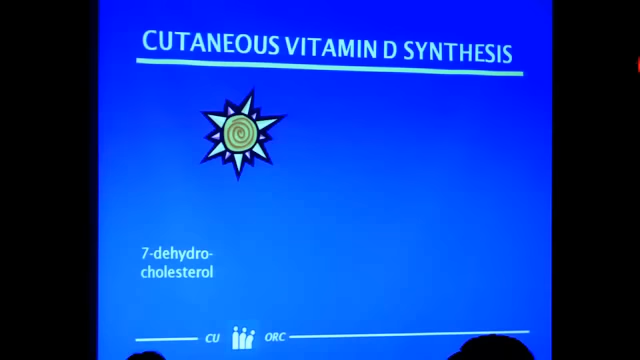 CUTANEOUS VITAMIN D SYNTHESIS
7-dehydro-
cholesterol
CU ORC